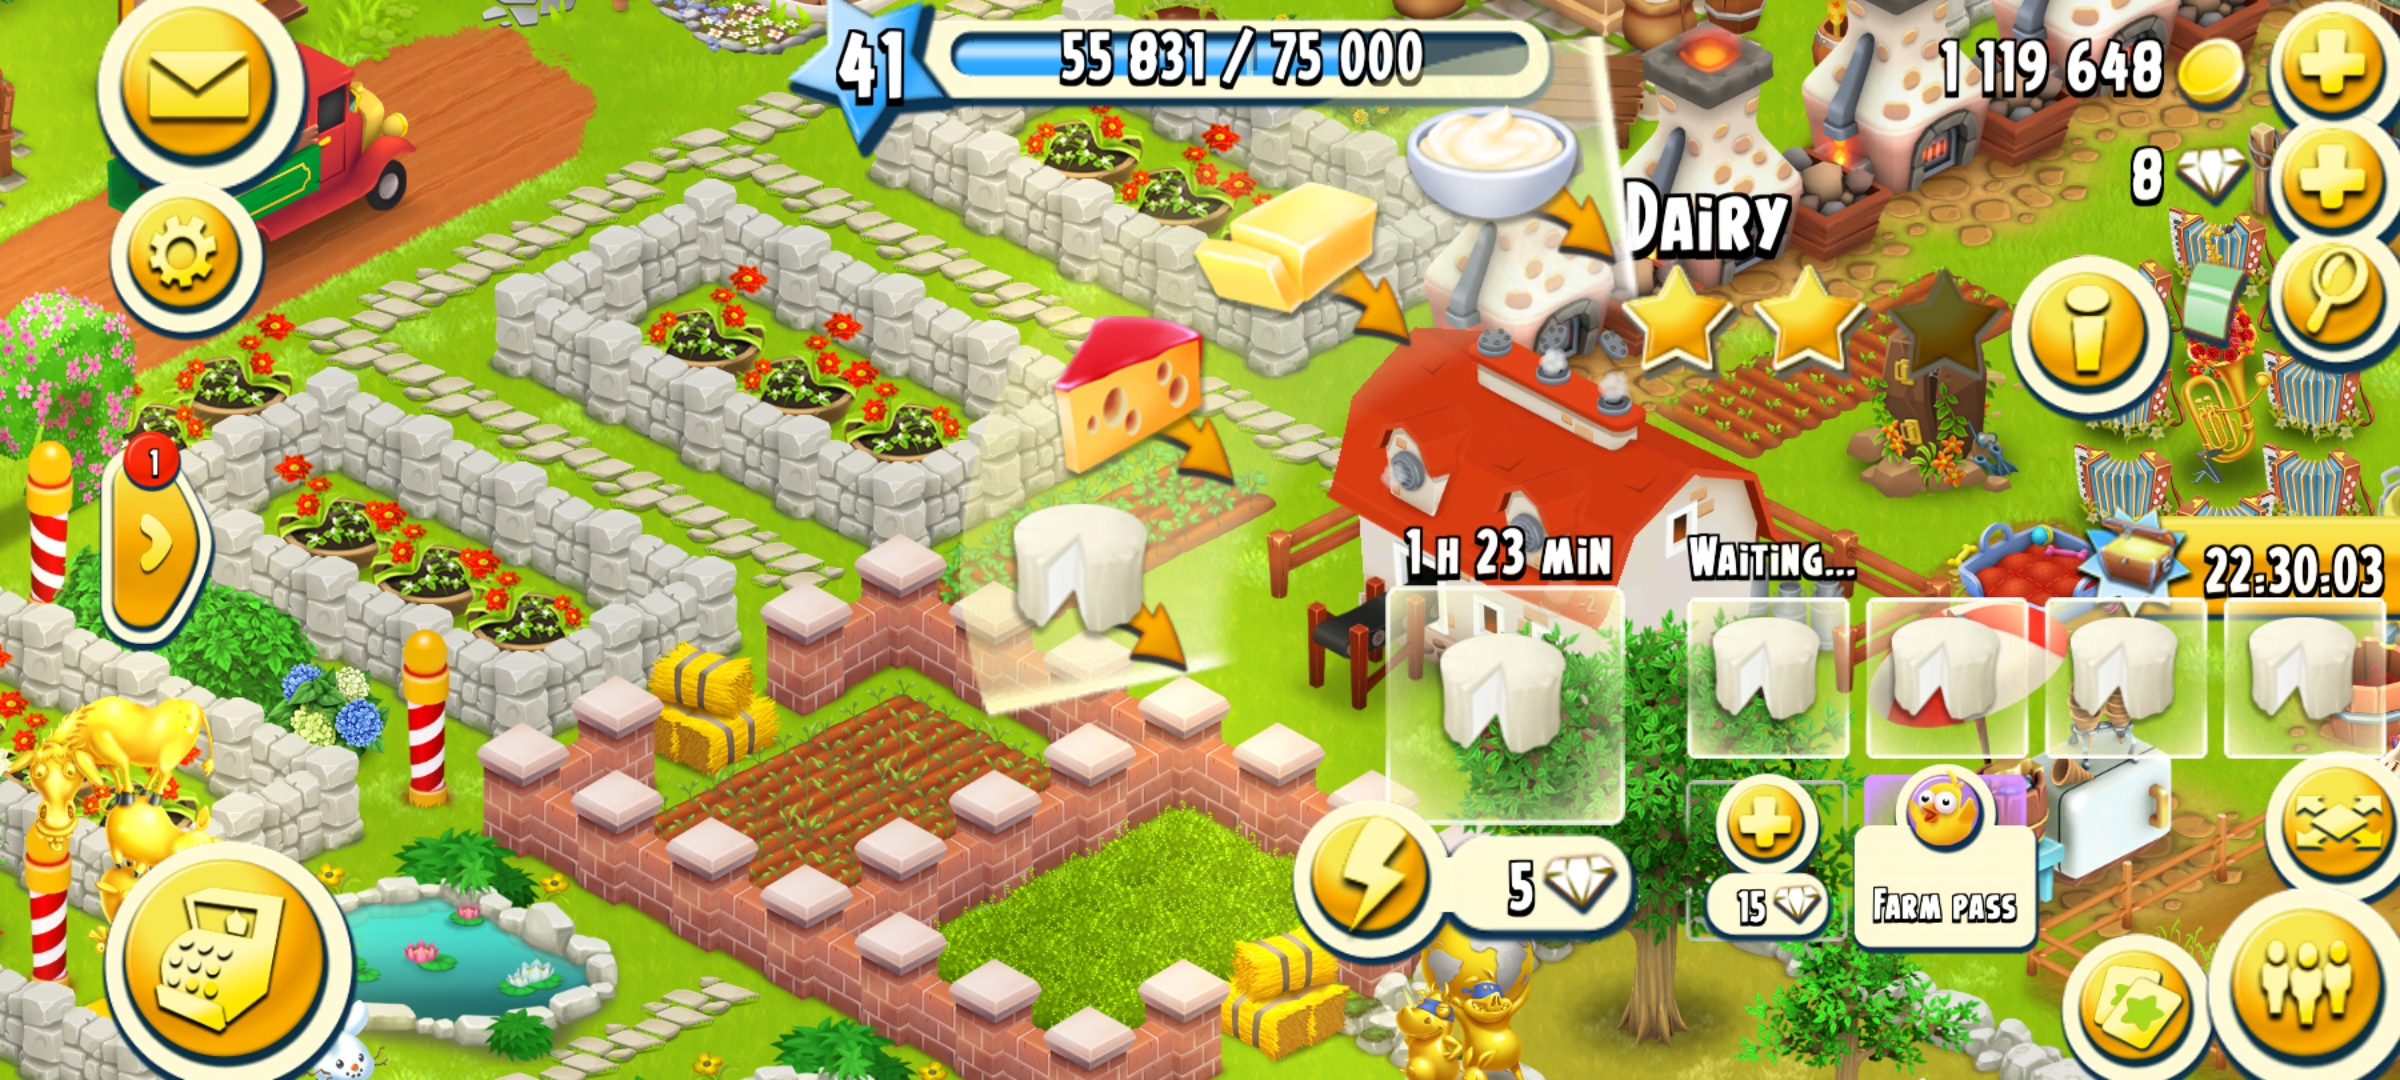 41
55 831 / 75 000
1 119 648
8
DAiRY
1
1 H 23 MiN
WAiTiNG...
22:30:03
5
15
FARM PASS